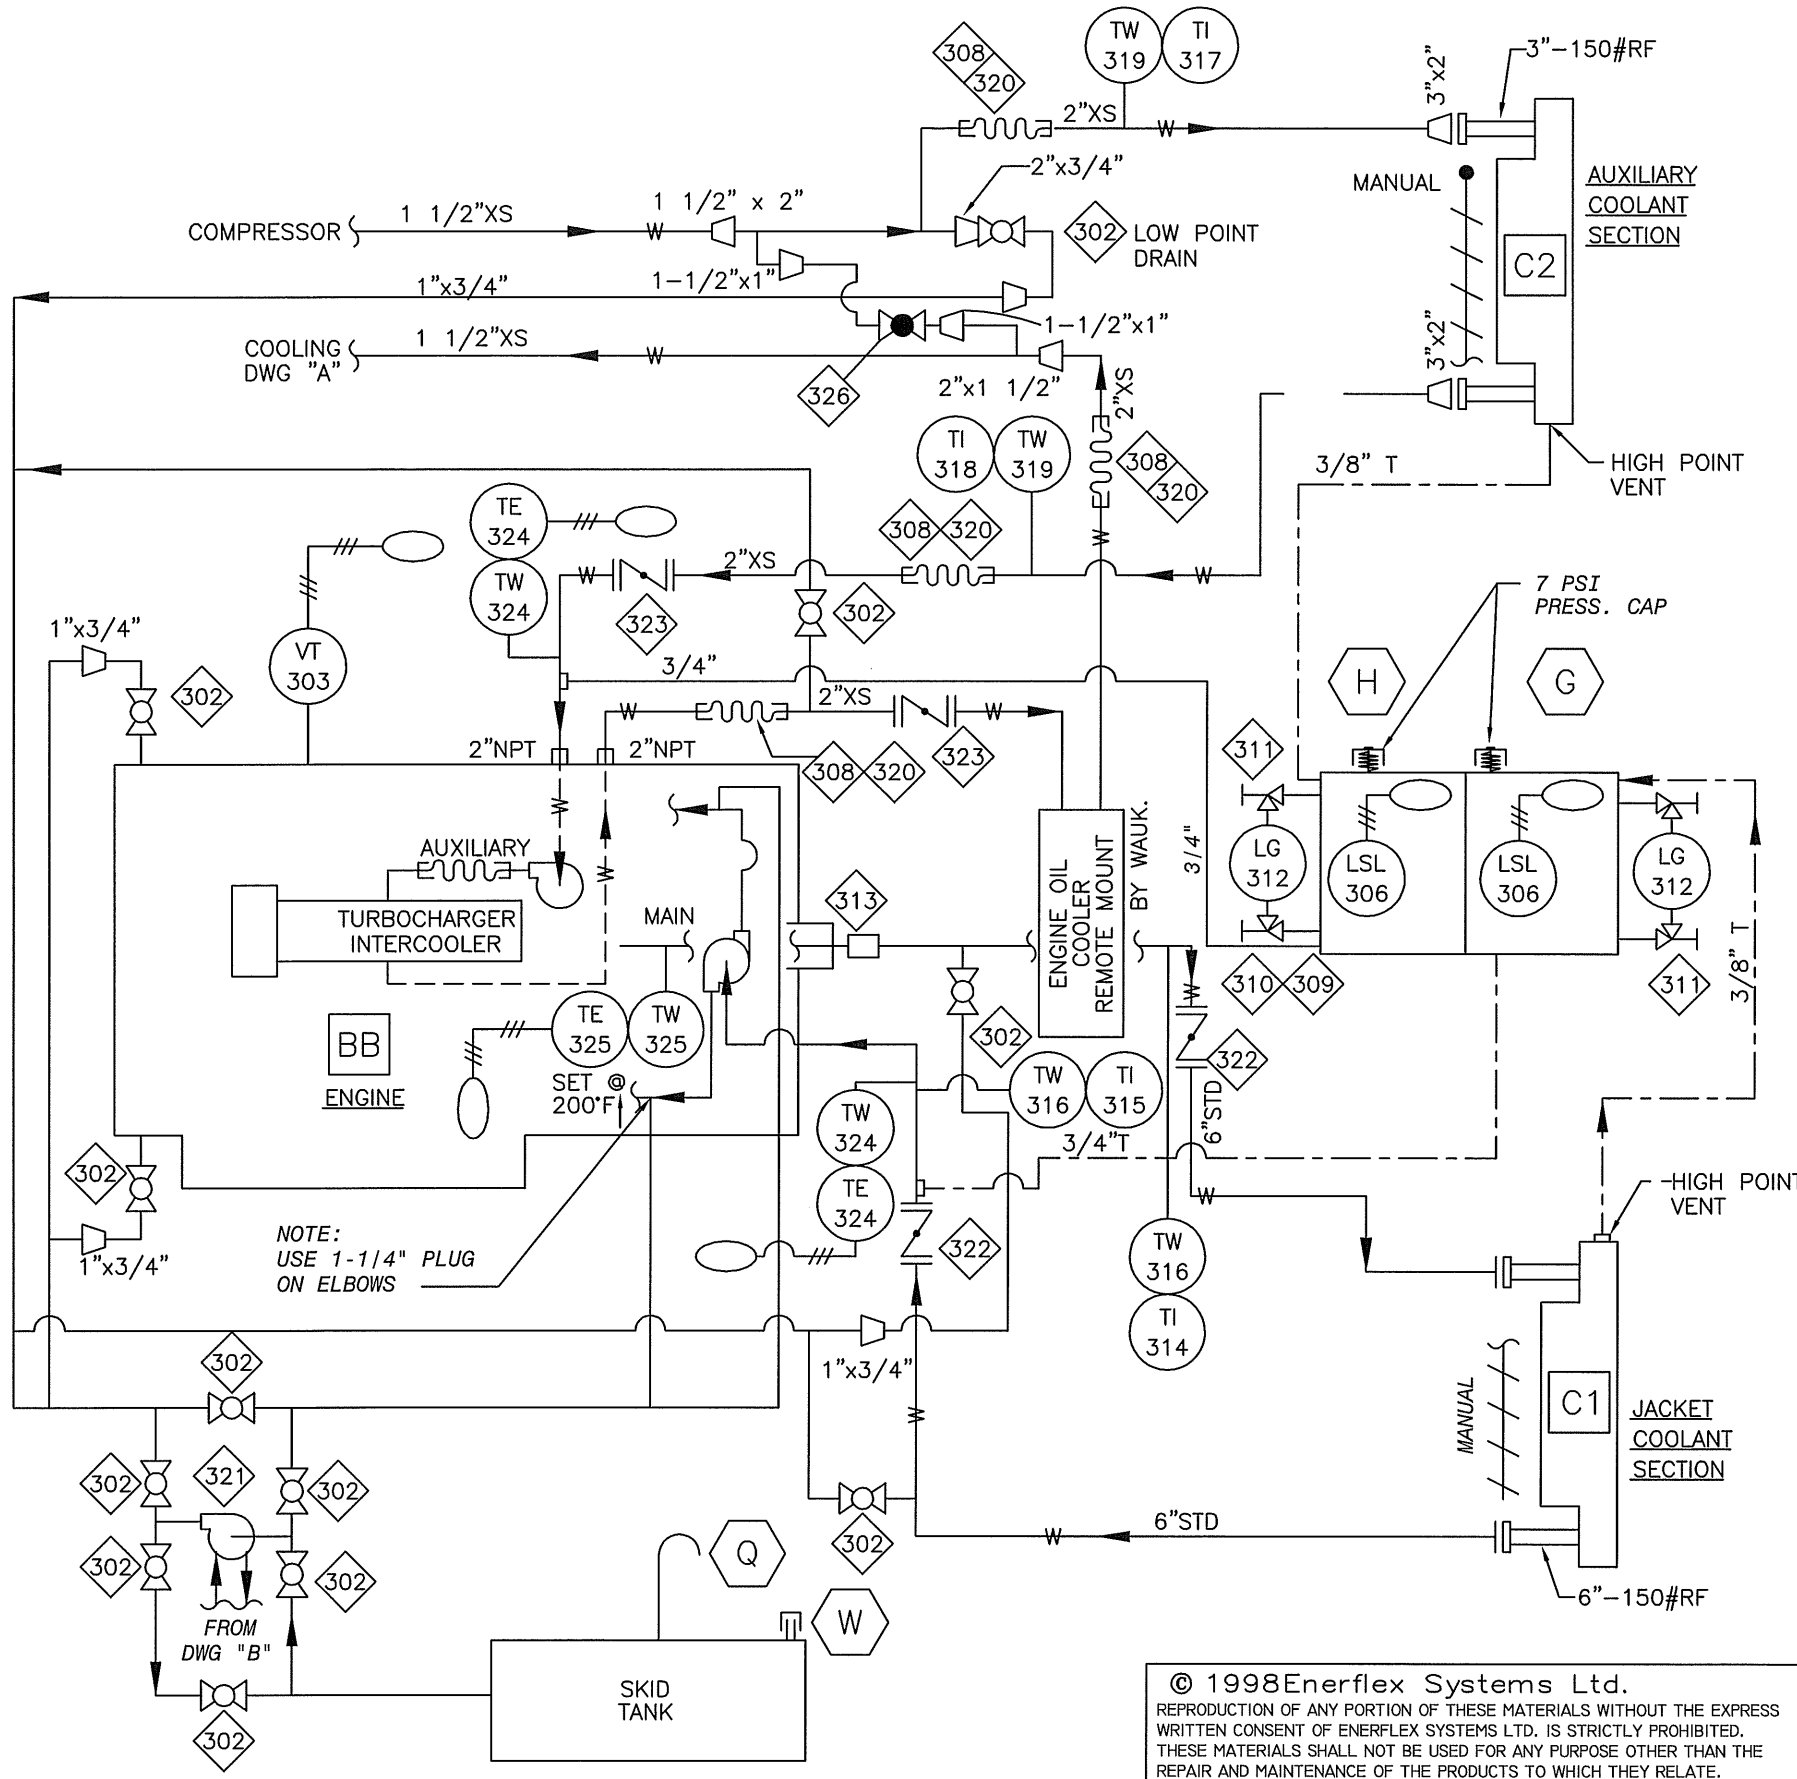 308
320
TW
319
TI
317
3"-150#RF
3"x2"
2"XS
2"x3/4"
MANUAL
AUXILIARY
COOLANT
SECTION
C2
COMPRESSOR
1 1/2"XS
1 1/2" x 2"
W
302
LOW POINT
DRAIN
1"x3/4"
1-1/2"x1"
1-1/2"x1"
COOLING
DWG "A"
1 1/2"XS
W
326
2"x1 1/2"
2"XS
3"x2"
TI
318
TW
319
308
320
3/8" T
HIGH POINT
VENT
TE
324
TW
324
308
320
W
2"XS
W
W
323
302
7 PSI
PRESS. CAP
1"x3/4"
302
VT
303
3/4"
H
G
W
2"XS
W
323
2"NPT
2"NPT
308
320
311
W
W
AUXILIARY
TURBOCHARGER
INTERCOOLER
MAIN
313
ENGINE OIL
COOLER
REMOTE MOUNT
BY WAUK.
3/4"
LG
312
LSL
306
LSL
306
LG
312
310
309
311
3/8" T
W
BB
ENGINE
TE
325
TW
325
SET @
200°F
302
322
TW
316
TI
315
6"STD
TW
324
TE
324
3/4"T
302
1"x3/4"
NOTE:
USE 1-1/4" PLUG
ON ELBOWS
322
W
HIGH POINT
VENT
TW
316
TI
314
302
1"x3/4"
W
MANUAL
C1
JACKET
COOLANT
SECTION
302
321
302
302
302
302
W
6"STD
6"-150#RF
FROM
DWG "B"
Q
W
302
SKID
TANK
© 1998Enerflex Systems Ltd.
REPRODUCTION OF ANY PORTION OF THESE MATERIALS WITHOUT THE EXPRESS
WRITTEN CONSENT OF ENERFLEX SYSTEMS LTD. IS STRICTLY PROHIBITED.
THESE MATERIALS SHALL NOT BE USED FOR ANY PURPOSE OTHER THAN THE
REPAIR AND MAINTENANCE OF THE PRODUCTS TO WHICH THEY RELATE.